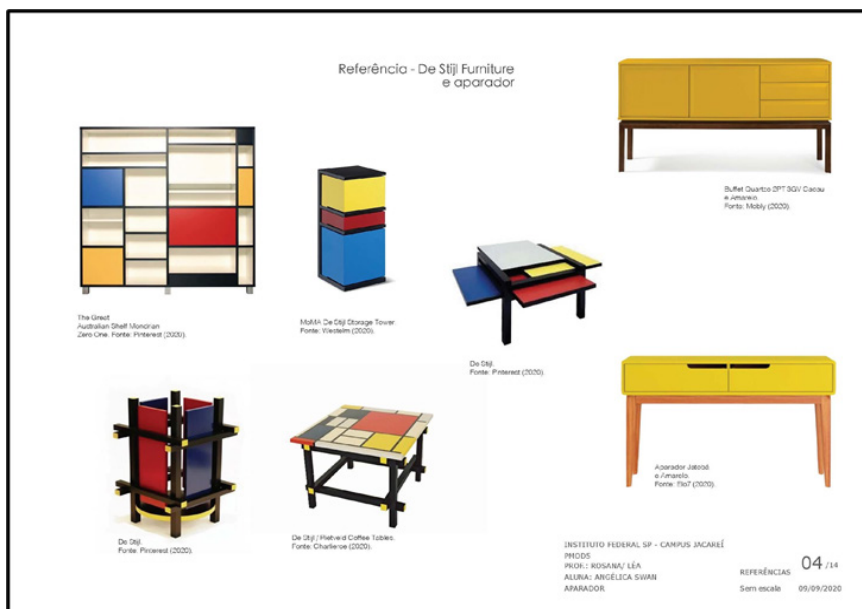 Referência - De Stijl Furniture
e aparador
Buffet Quartzo 2PT 3GV Cacau
e Amarelo.
Fonte: Mobly (2020).
The Great
Australian Shelf Mondrian
Zero One. Fonte: Pinterest (2020).
MoMA De Stijl Storage Tower.
Fonte: Westelm (2020).
De Stijl.
Fonte: Pinterest (2020).
Aparador Jatobá
e Amarelo.
Fonte: Elo7 (2020).
De Stijl.
Fonte: Pinterest (2020).
De Stijl / Rietveld Coffee Tables.
Fonte: Charlieroe (2020).
INSTITUTO FEDERAL SP - CAMPUS JACAREÍ
PMOD5
PROF.: ROSANA/ LÉA
ALUNA: ANGÉLICA SWAN
APARADOR
REFERÊNCIAS 04 /14
Sem escala 09/09/2020